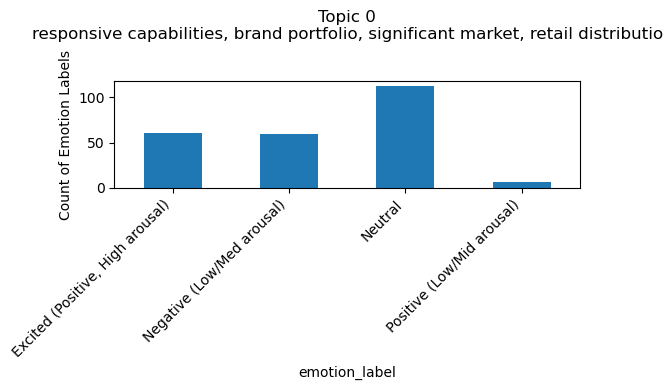 Topic 0
responsive capabilities, brand portfolio, significant market, retail distributio
Count of Emotion Labels
100
50
0
Excited (Positive, High arousal)
Negative (Low/Med arousal)
Neutral
Positive (Low/Mid arousal)
emotion_label